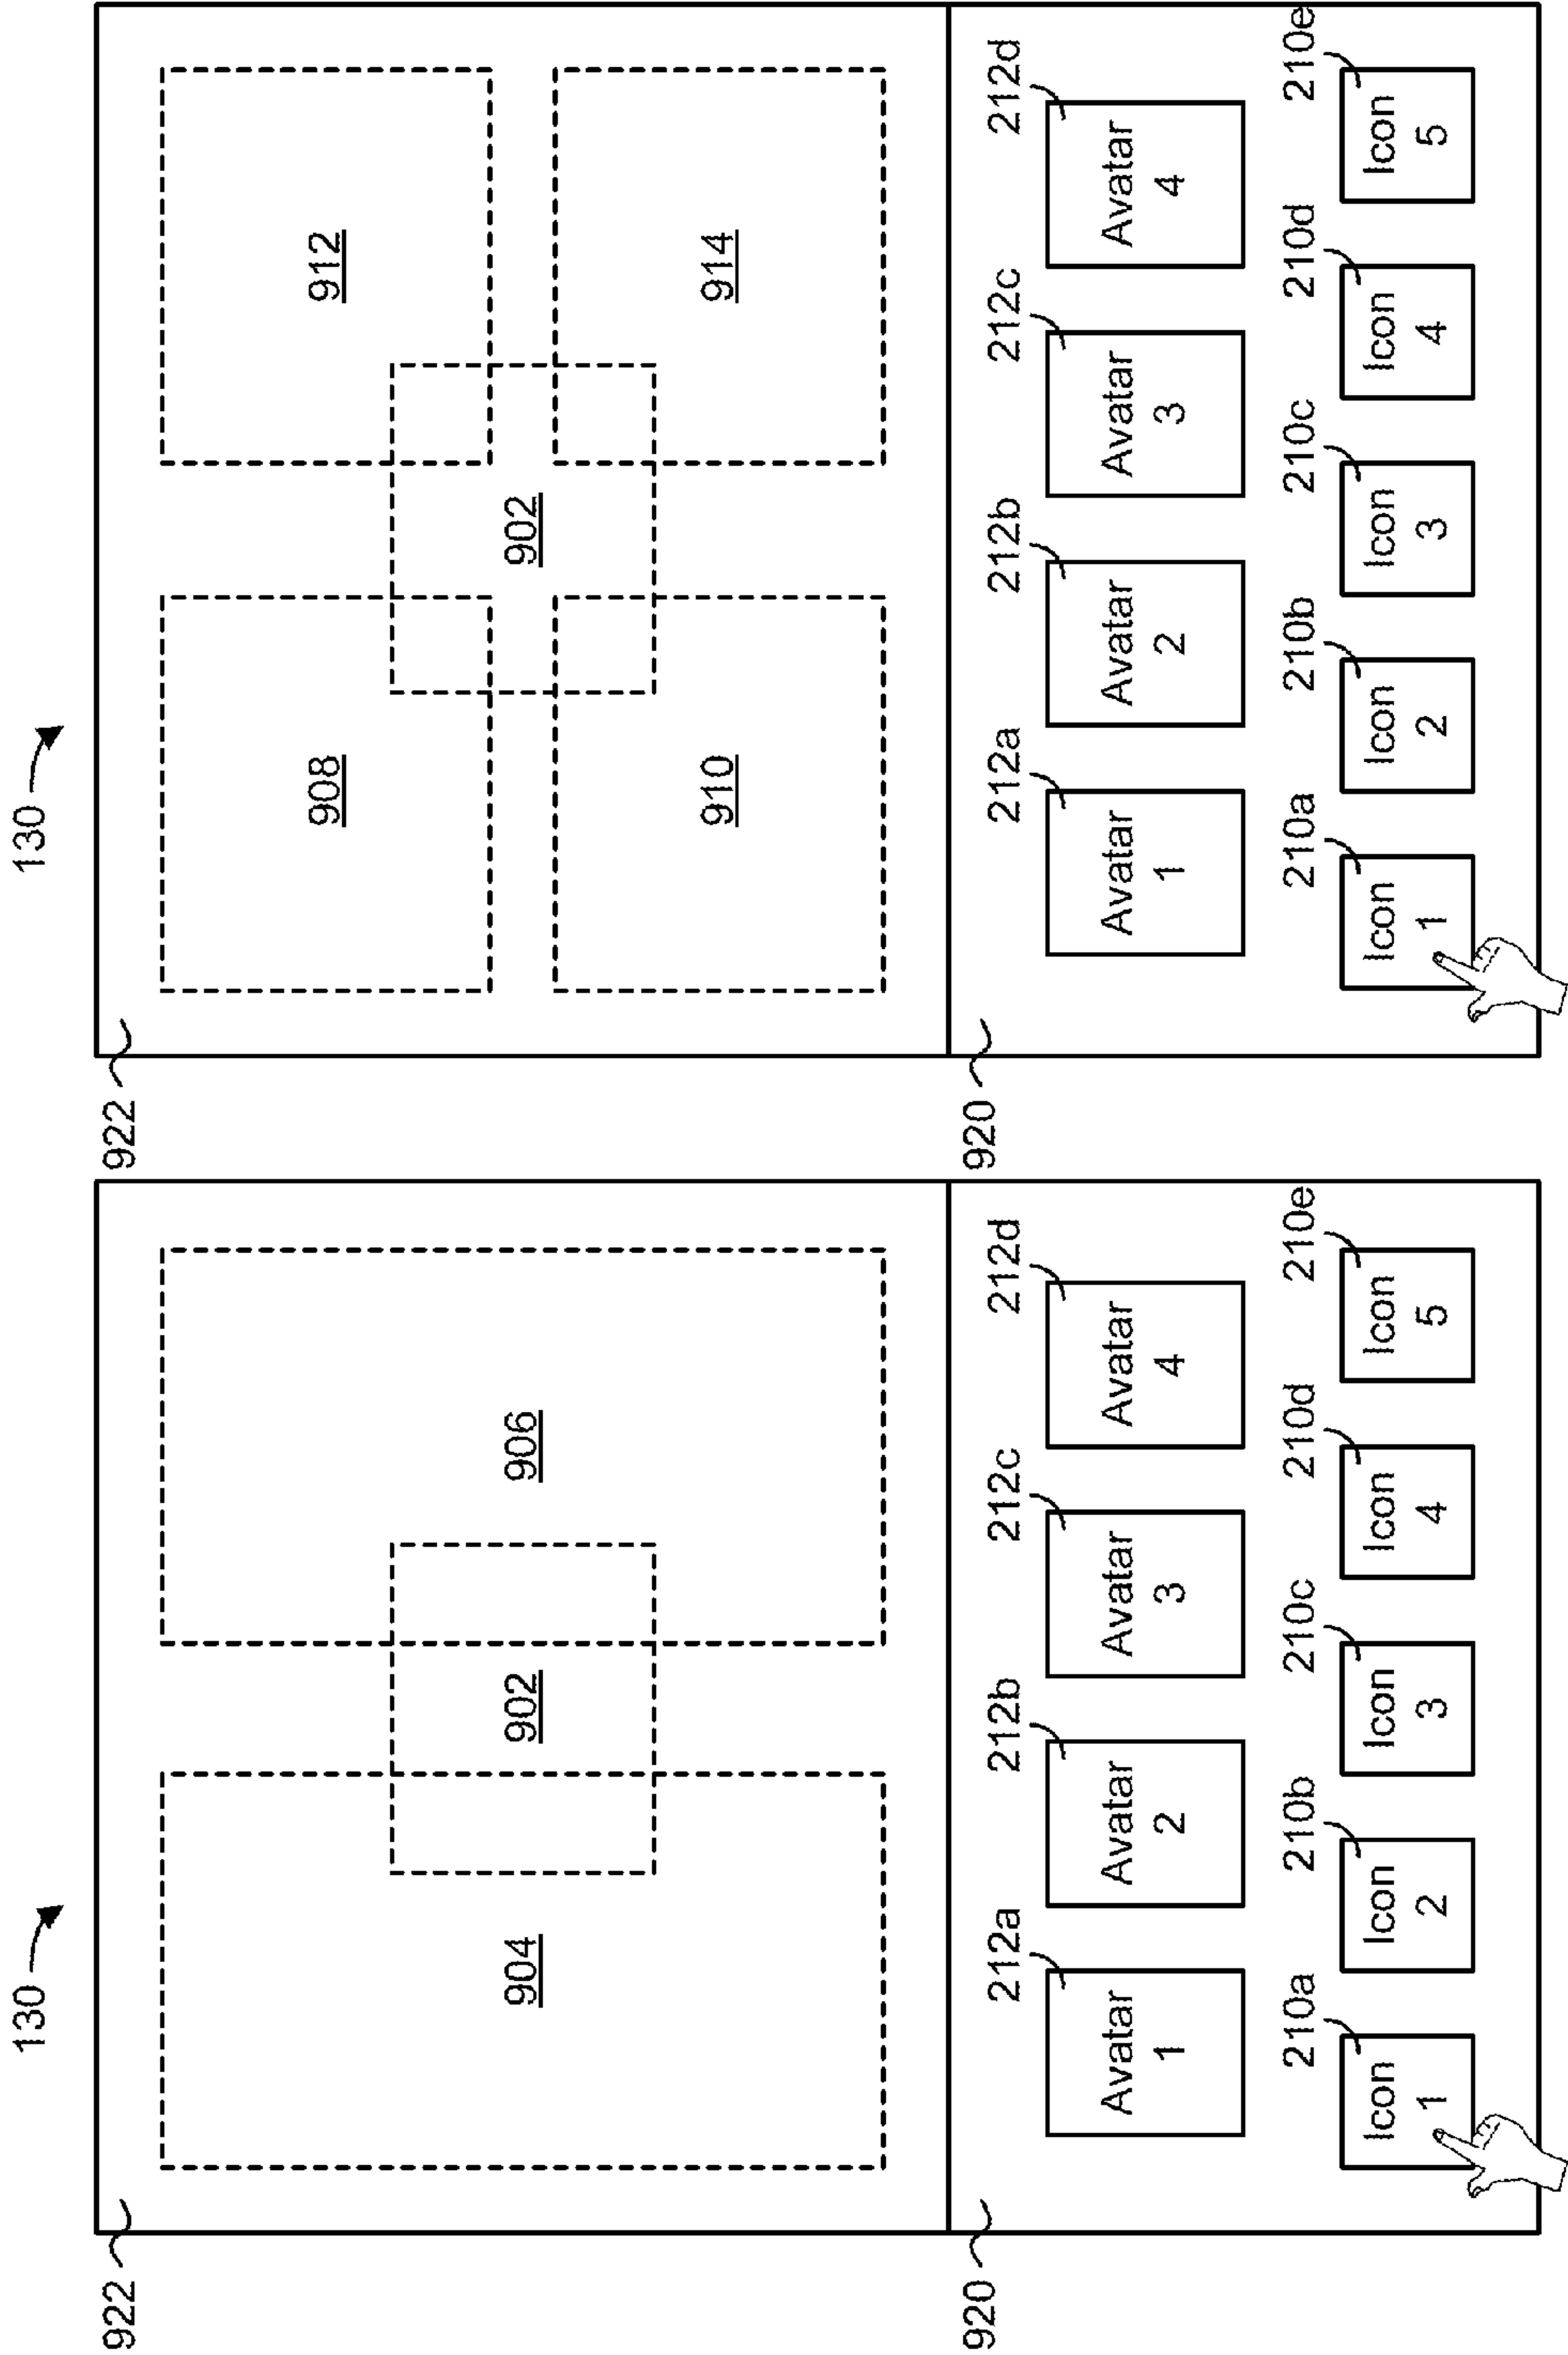 130
922
904
902
906
920
212a
212b
212c
212d
Avatar
1
Avatar
2
Avatar
3
Avatar
4
210a
210b
210c
210d
210e
Icon
1
Icon
2
Icon
3
Icon
4
Icon
5
130
922
908
912
902
910
914
920
212a
212b
212c
212d
Avatar
1
Avatar
2
Avatar
3
Avatar
4
210a
210b
210c
210d
210e
Icon
1
Icon
2
Icon
3
Icon
4
Icon
5